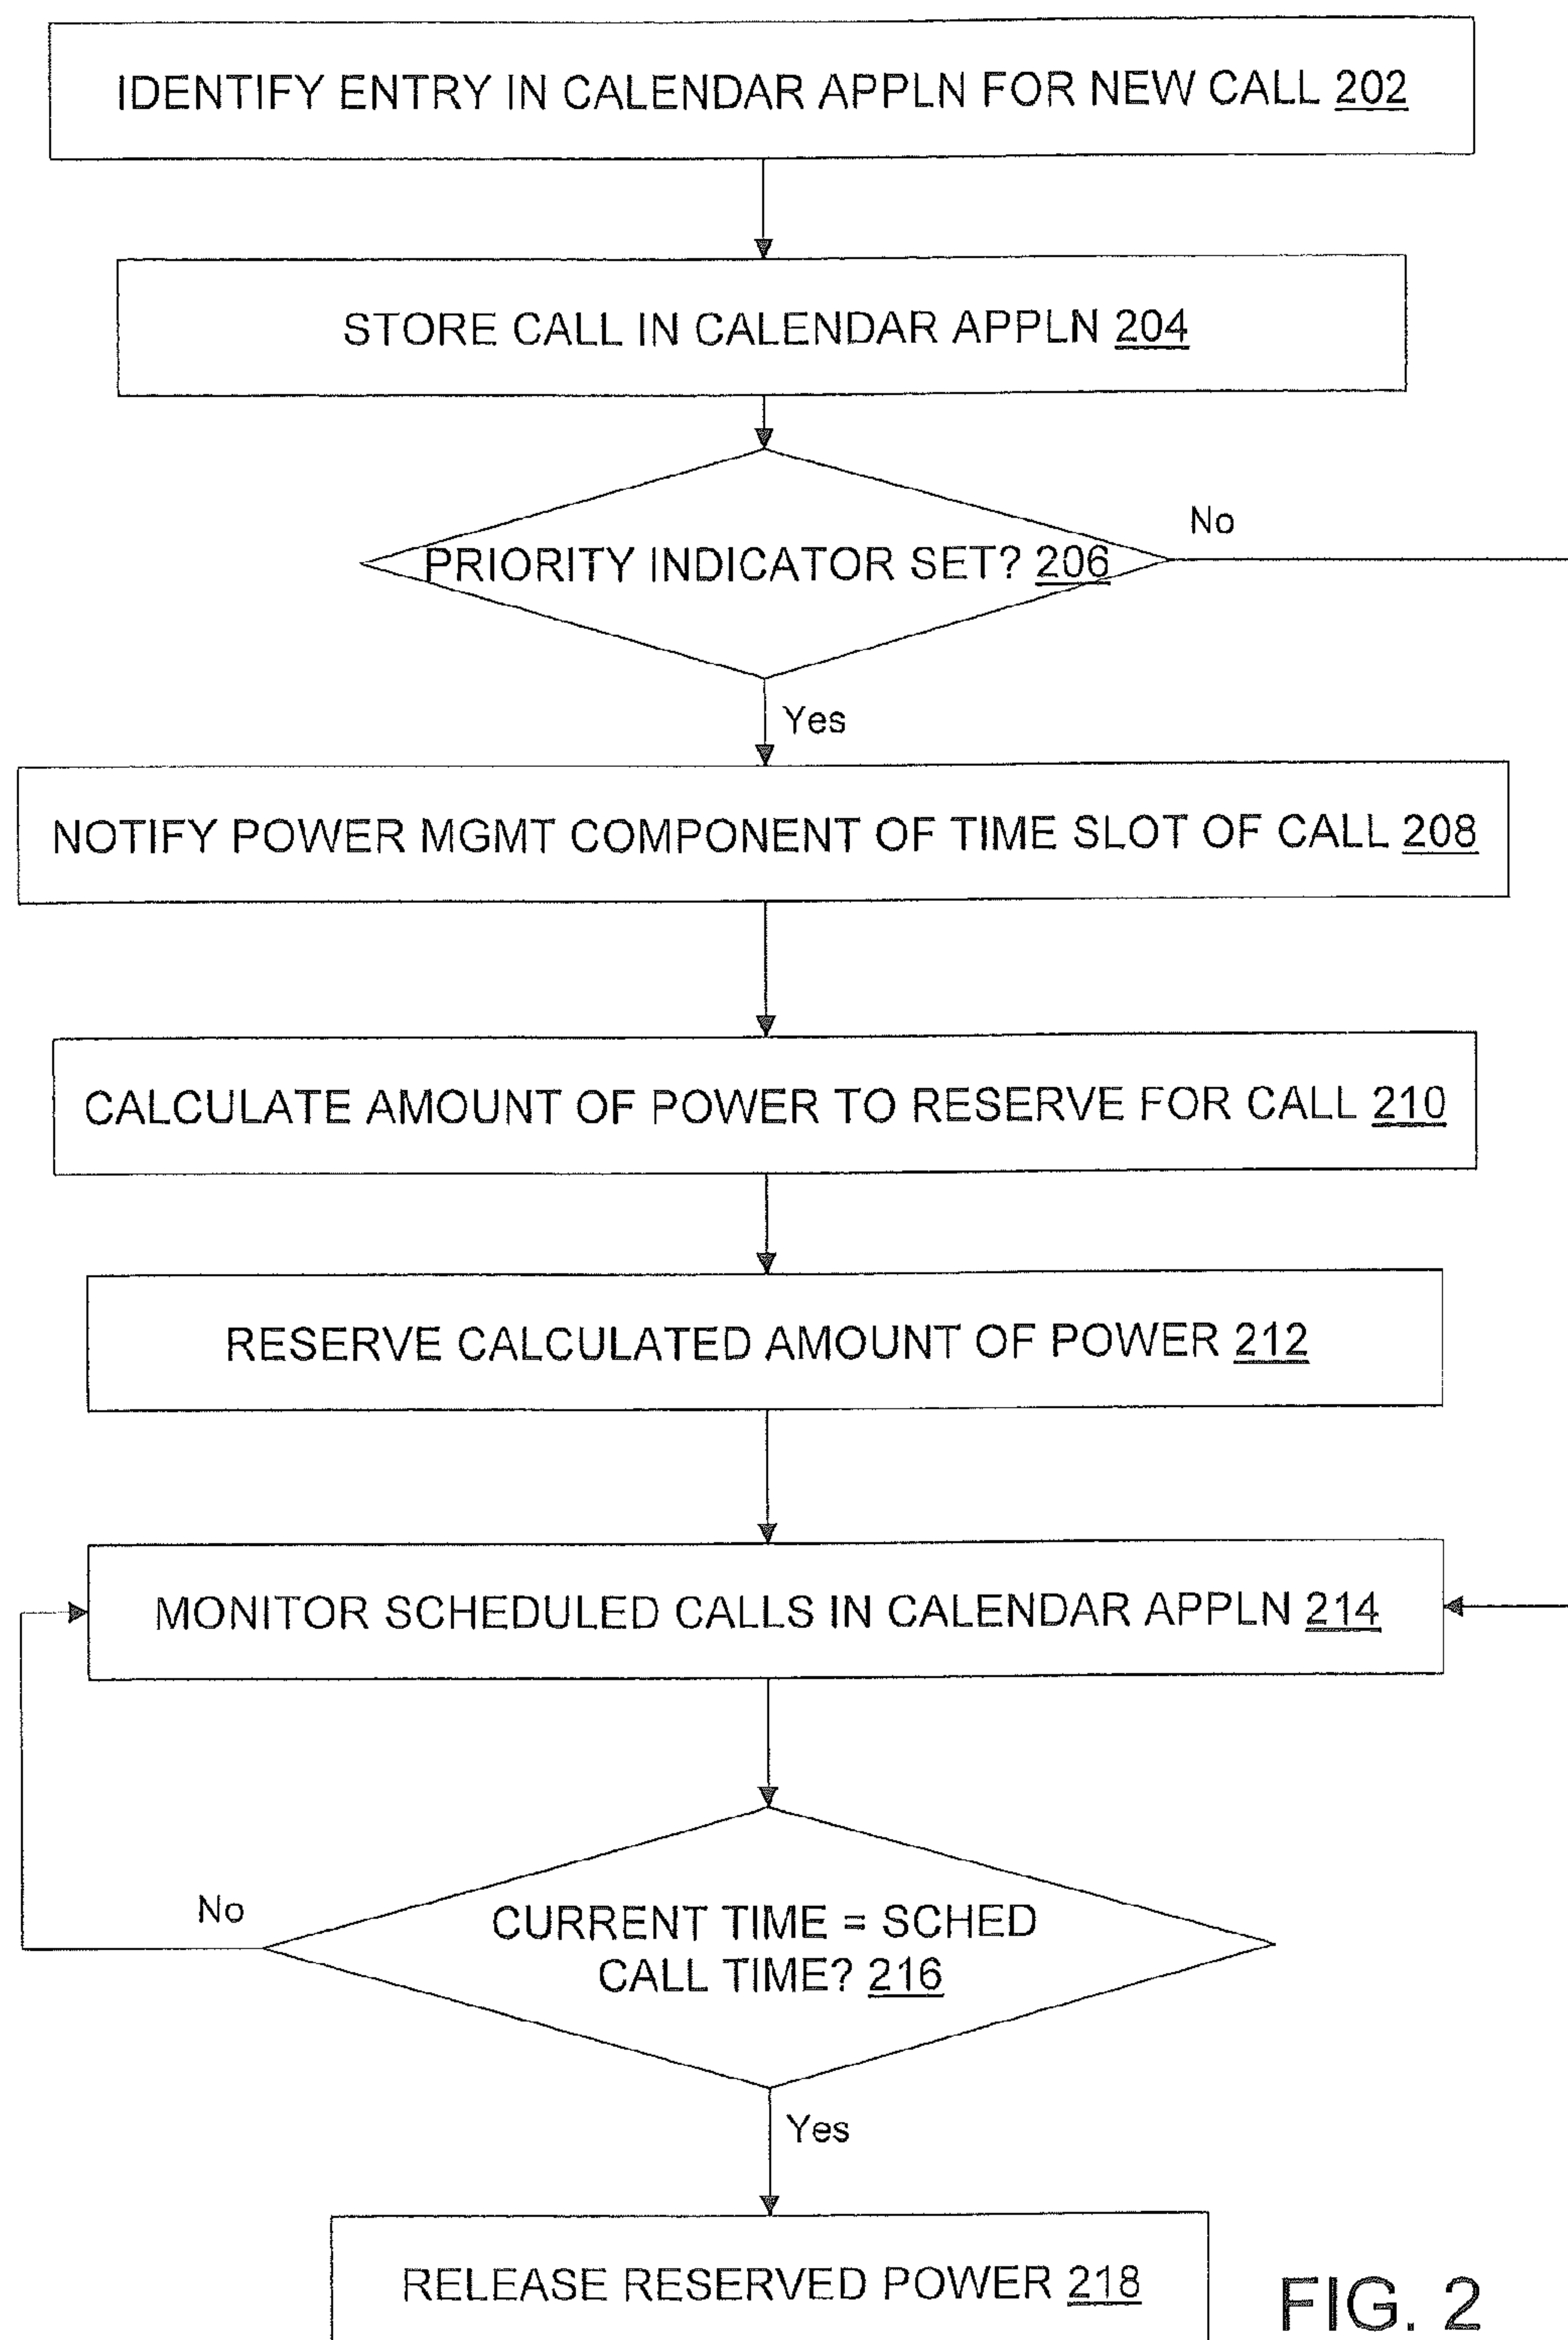 IDENTIFY ENTRY IN CALENDAR APPLN FOR NEW CALL 202
STORE CALL IN CALENDAR APPLN 204
No
PRIORITY INDICATOR SET? 206
Yes
NOTIFY POWER MGMT COMPONENT OF TIME SLOT OF CALL 208
CALCULATE AMOUNT OF POWER TO RESERVE FOR CALL 210
RESERVE CALCULATED AMOUNT OF POWER 212
MONITOR SCHEDULED CALLS IN CALENDAR APPLN 214
No
CURRENT TIME = SCHED
CALL TIME? 216
Yes
RELEASE RESERVED POWER 218
FIG. 2